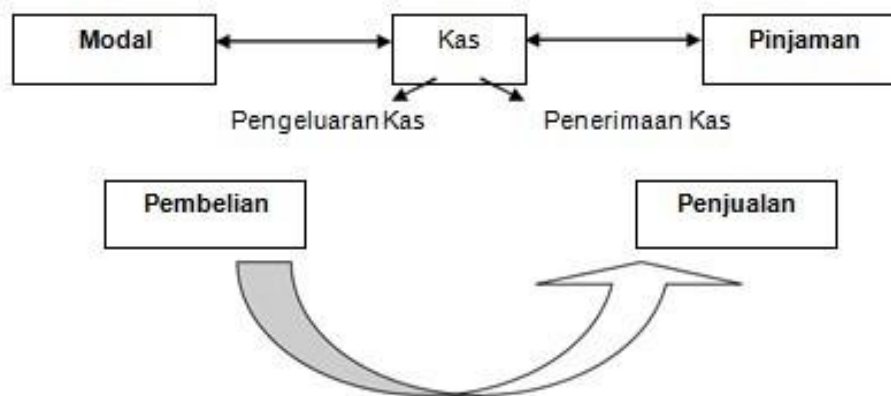 Modal
Kas
Pinjaman
Pengeluaran Kas
Penerimaan Kas
Pembelian
Penjualan